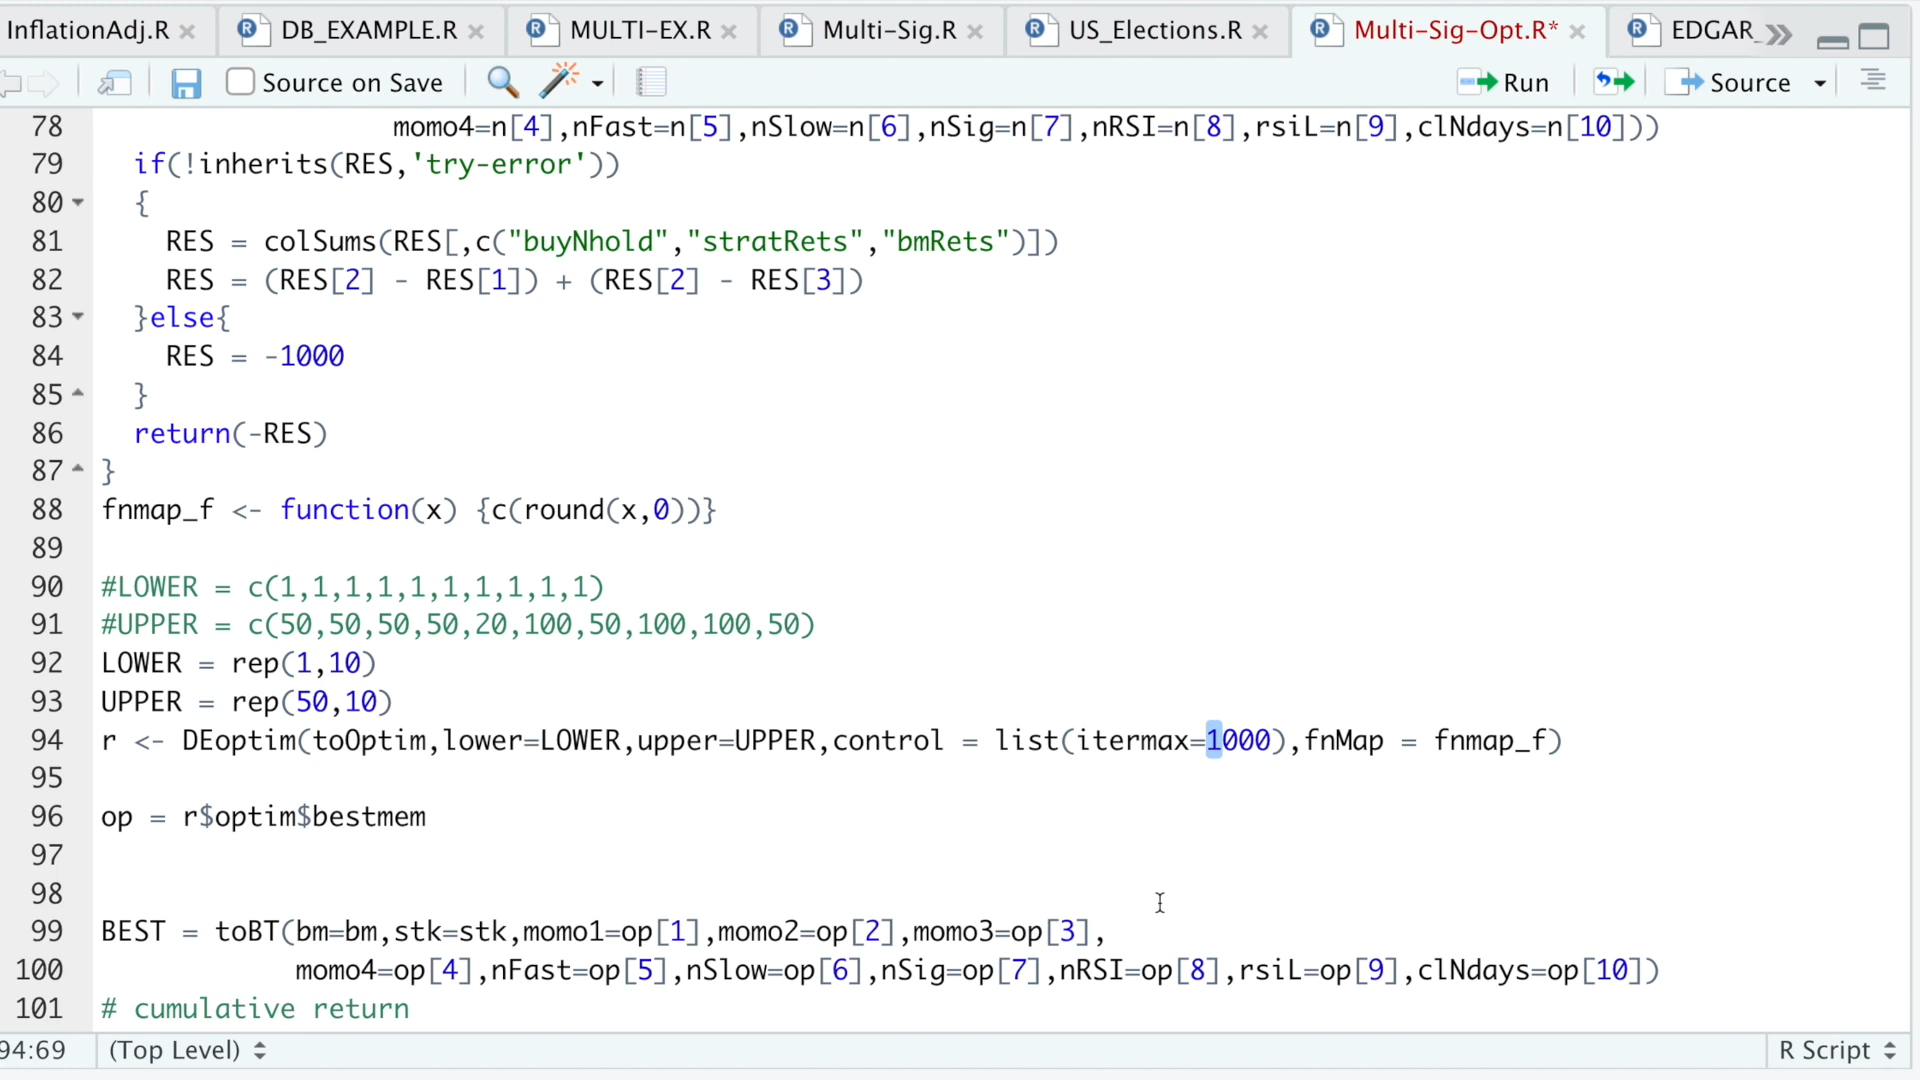 InflationAdj.R DB_EXAMPLE.R MULTI-EX.R Multi-Sig.R US_Elections.R Multi-Sig-Opt.R* EDGAR_
Source on Save Run Source
78 momo4=n[4],nFast=n[5],nSlow=n[6],nSig=n[7],nRSI=n[8],rsiL=n[9],clNdays=n[10]))
79 if(!inherits(RES,'try-error'))
80 {
81 RES = colSums(RES[,c("buyNhold","stratRets","bmRets")])
82 RES = (RES[2] - RES[1]) + (RES[2] - RES[3])
83 }else{
84 RES = -1000
85 }
86 return(-RES)
87 }
88 fnmap_f <- function(x) {c(round(x,0))}
89
90 #LOWER = c(1,1,1,1,1,1,1,1,1,1)
91 #UPPER = c(50,50,50,50,20,100,50,100,100,50)
92 LOWER = rep(1,10)
93 UPPER = rep(50,10)
94 r <- DEoptim(toOptim,lower=LOWER,upper=UPPER,control = list(itermax=1000),fnMap = fnmap_f)
95
96 op = r$optim$bestmem
97
98
99 BEST = toBT(bm=bm,stk=stk,momo1=op[1],momo2=op[2],momo3=op[3],
100 momo4=op[4],nFast=op[5],nSlow=op[6],nSig=op[7],nRSI=op[8],rsiL=op[9],clNdays=op[10])
101 # cumulative return
94:69 (Top Level) R Script